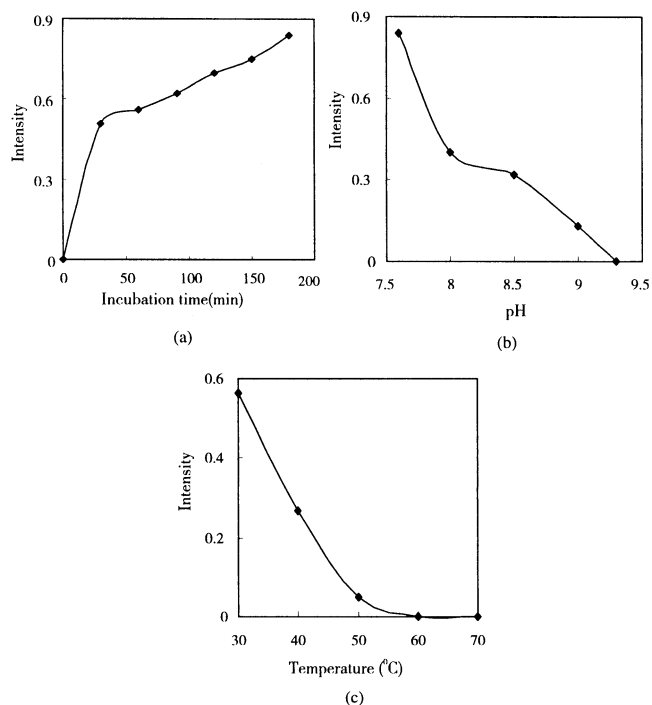 0.9
0.6
0.3
0
Intensity
0 50 100 150 200
Incubation time(min)
(a)
0.9
0.6
0.3
0
Intensity
7.5 8 8.5 9 9.5
pH
(b)
0.6
0.4
0.2
0
Intensity
30 40 50 60 70
Temperature (⁰C)
(c)